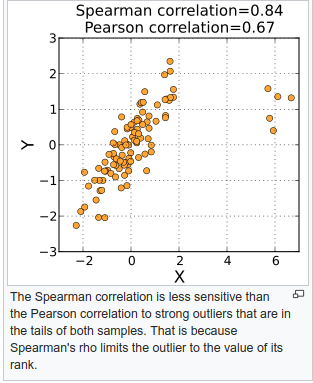 Spearman correlation=0.84
Pearson correlation=0.67
3
2
1
0
−1
−2
−3
Y
−2
0
2
4
6
X
The Spearman correlation is less sensitive than
the Pearson correlation to strong outliers that are in
the tails of both samples. That is because
Spearman's rho limits the outlier to the value of its
rank.